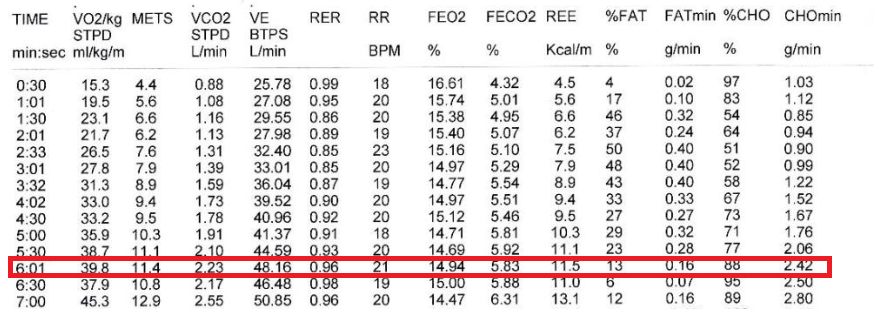 TIME VO2/kg METS VCO2 VE RER RR FEO2 FECO2 REE %FAT FATmin %CHO CHOmin
STPD STPD BTPS
min:sec ml/kg/m L/min L/min BPM % % Kcal/m % g/min % g/min
0:30 15.3 4.4 0.88 25.78 0.99 18 16.61 4.32 4.5 4 0.02 97 1.03
1:01 19.5 5.6 1.08 27.08 0.95 20 15.74 5.01 5.6 17 0.10 83 1.12
1:30 23.1 6.6 1.16 29.55 0.86 20 15.38 4.95 6.6 46 0.32 54 0.85
2:01 21.7 6.2 1.13 27.98 0.89 19 15.40 5.07 6.2 37 0.24 64 0.94
2:33 26.5 7.6 1.31 32.40 0.85 23 15.16 5.10 7.5 50 0.40 51 0.90
3:01 27.8 7.9 1.39 33.01 0.85 20 14.97 5.29 7.9 48 0.40 52 0.99
3:32 31.3 8.9 1.59 36.04 0.87 19 14.77 5.54 8.9 43 0.40 58 1.22
4:02 33.0 9.4 1.73 39.52 0.90 20 14.97 5.51 9.4 33 0.33 67 1.52
4:30 33.2 9.5 1.78 40.96 0.92 20 15.12 5.46 9.5 27 0.27 73 1.67
5:00 35.9 10.3 1.91 41.37 0.91 18 14.71 5.81 10.3 29 0.32 71 1.76
5:30 38.7 11.1 2.10 44.59 0.93 20 14.69 5.92 11.1 23 0.28 77 2.06
6:01 39.8 11.4 2.23 48.16 0.96 21 14.94 5.83 11.5 13 0.16 88 2.42
6:30 37.9 10.8 2.17 46.48 0.98 19 15.00 5.88 11.0 6 0.07 95 2.50
7:00 45.3 12.9 2.55 50.85 0.96 20 14.47 6.31 13.1 12 0.16 89 2.80